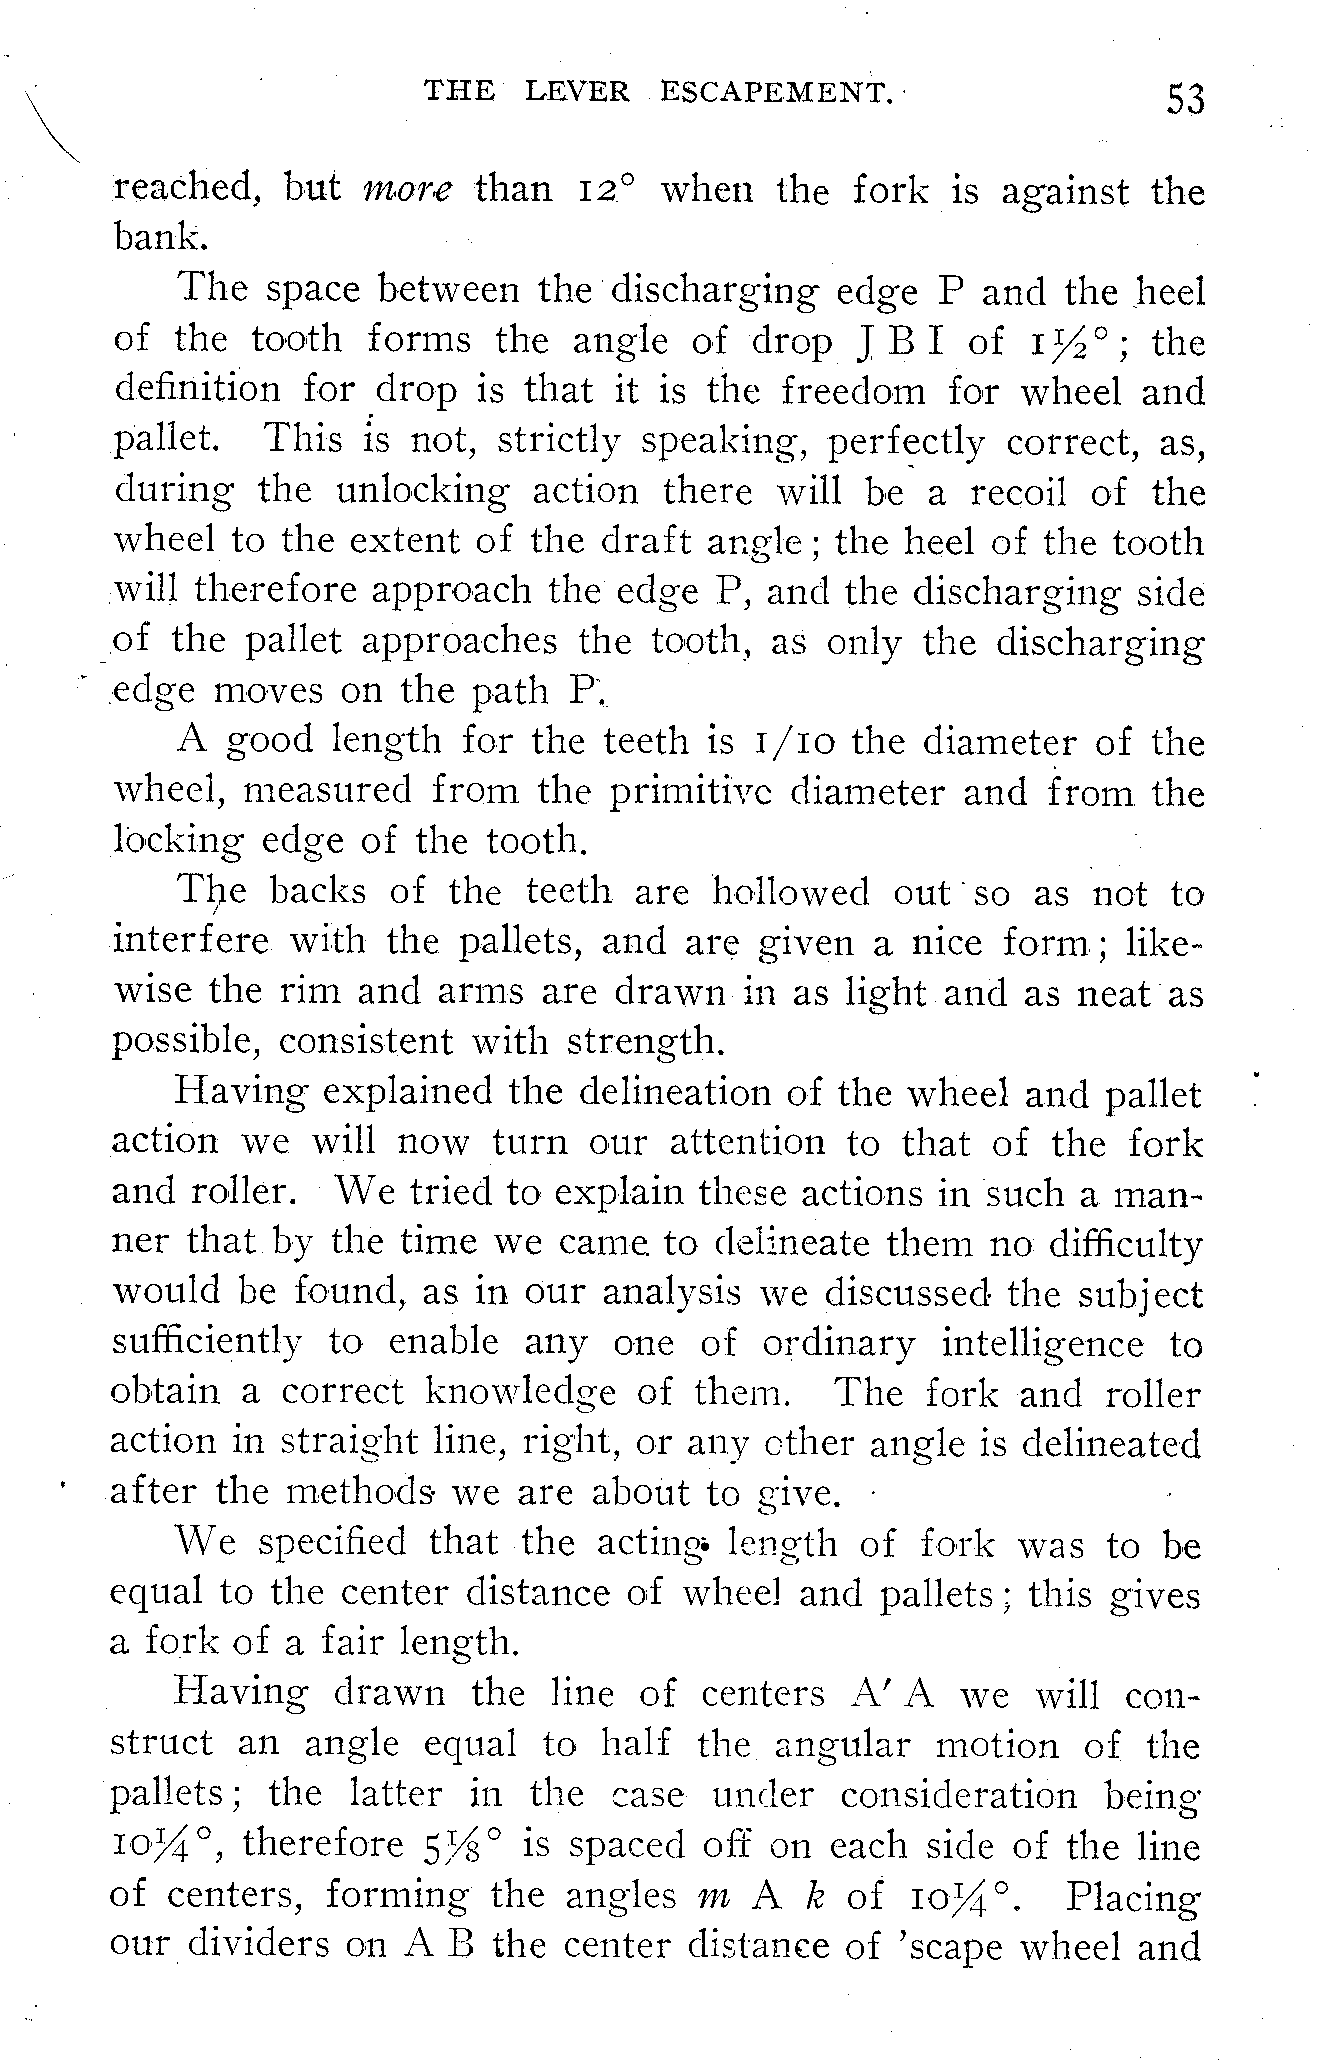 THE LEVER ESCAPEMENT. 53
reached, but more than 12° when the fork is against the
bank.
The space between the discharging edge P and the heel
of the tooth forms the angle of drop J B I of 1½°; the
definition for drop is that it is the freedom for wheel and
pallet. This is not, strictly speaking, perfectly correct, as,
during the unlocking action there will be a recoil of the
wheel to the extent of the draft angle; the heel of the tooth
will therefore approach the edge P, and the discharging side
of the pallet approaches the tooth, as only the discharging
edge moves on the path P.
A good length for the teeth is 1/10 the diameter of the
wheel, measured from the primitive diameter and from the
locking edge of the tooth.
The backs of the teeth are hollowed out so as not to
interfere with the pallets, and are given a nice form; like-
wise the rim and arms are drawn in as light and as neat as
possible, consistent with strength.
Having explained the delineation of the wheel and pallet
action we will now turn our attention to that of the fork
and roller. We tried to explain these actions in such a man-
ner that by the time we came to delineate them no difficulty
would be found, as in our analysis we discussed the subject
sufficiently to enable any one of ordinary intelligence to
obtain a correct knowledge of them. The fork and roller
action in straight line, right, or any other angle is delineated
after the methods we are about to give.
We specified that the acting length of fork was to be
equal to the center distance of wheel and pallets; this gives
a fork of a fair length.
Having drawn the line of centers A′ A we will con-
struct an angle equal to half the angular motion of the
pallets; the latter in the case under consideration being
10¼°, therefore 5⅛° is spaced off on each side of the line
of centers, forming the angles m A k of 10¼°. Placing
our dividers on A B the center distance of 'scape wheel and